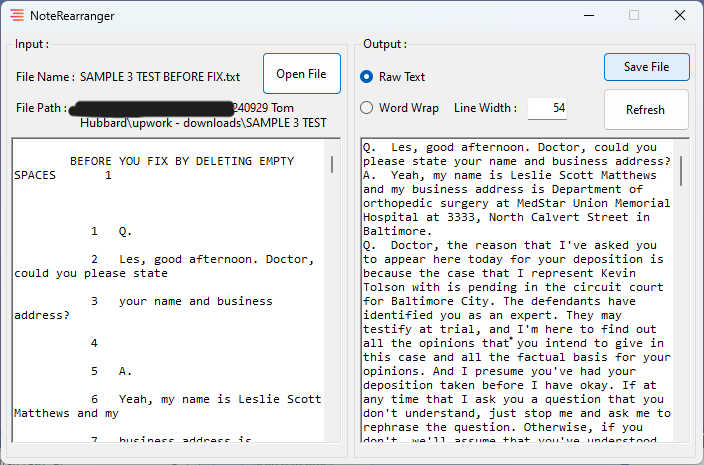 NoteRearranger
Input :
File Name : SAMPLE 3 TEST BEFORE FIX.txt
Open File
File Path : 240929 Tom
Hubbard\upwork - downloads\SAMPLE 3 TEST
BEFORE YOU FIX BY DELETING EMPTY
SPACES 1
1 Q.
2 Les, good afternoon. Doctor,
could you please state
3 your name and business
address?
4
5 A.
6 Yeah, my name is Leslie Scott
Matthews and my
7 business address is
Output :
Raw Text
Save File
Word Wrap Line Width : 54
Refresh
Q. Les, good afternoon. Doctor, could you
please state your name and business address?
A. Yeah, my name is Leslie Scott Matthews
and my business address is Department of
orthopedic surgery at MedStar Union Memorial
Hospital at 3333, North Calvert Street in
Baltimore.
Q. Doctor, the reason that I've asked you
to appear here today for your deposition is
because the case that I represent Kevin
Tolson with is pending in the circuit court
for Baltimore City. The defendants have
identified you as an expert. They may
testify at trial, and I'm here to find out
all the opinions that you intend to give in
this case and all the factual basis for your
opinions. And I presume you've had your
deposition taken before I have okay. If at
any time that I ask you a question that you
don't understand, just stop me and ask me to
rephrase the question. Otherwise, if you
don't, we'll assume that you've understood